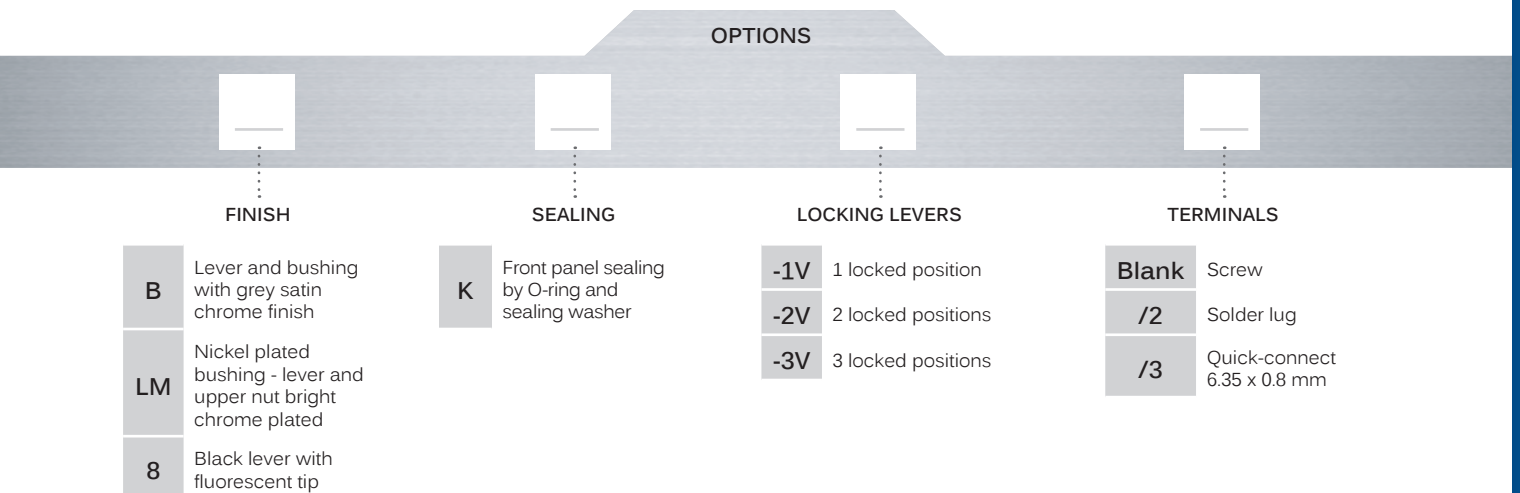 OPTIONS
FINISH
B
Lever and bushing
with grey satin
chrome finish
LM
Nickel plated
bushing - lever and
upper nut bright
chrome plated
8
Black lever with
fluorescent tip
SEALING
K
Front panel sealing
by O-ring and
sealing washer
LOCKING LEVERS
-1V
1 locked position
-2V
2 locked positions
-3V
3 locked positions
TERMINALS
Blank
Screw
/2
Solder lug
/3
Quick-connect
6.35 x 0.8 mm